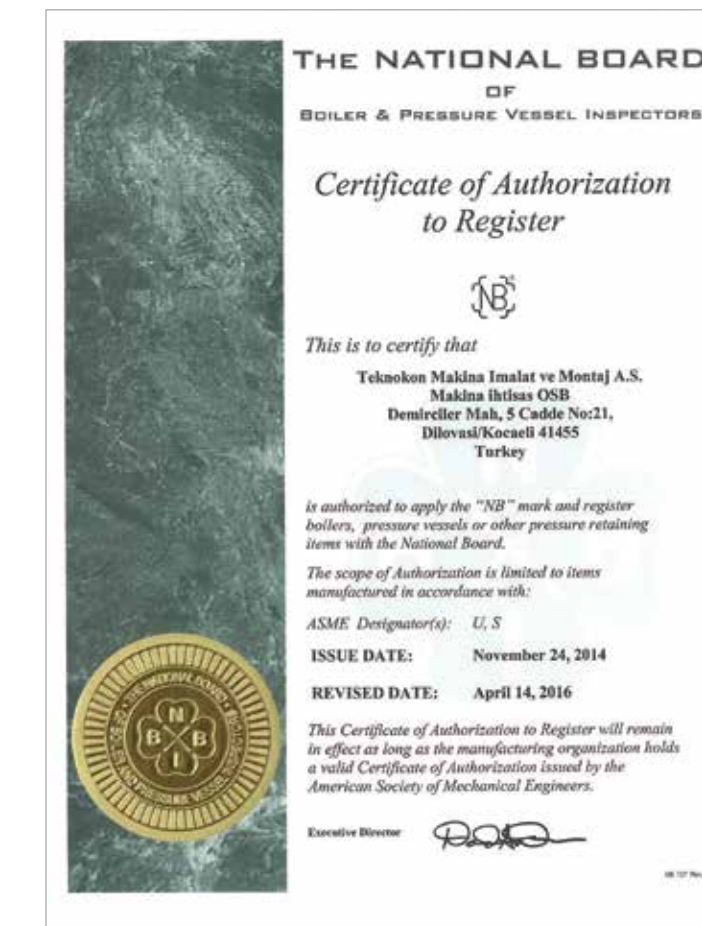 THE NATIONAL BOARD
OF
BOILER & PRESSURE VESSEL INSPECTORS
Certificate of Authorization
to Register
NB
This is to certify that
Teknokon Makina Imalat ve Montaj A.S.
Makina ihtisas OSB
Demirciler Mah, 5 Cadde No:21,
Dilovasi/Kocaeli 41455
Turkey
is authorized to apply the "NB" mark and register
boilers, pressure vessels or other pressure retaining
items with the National Board.
The scope of Authorization is limited to items
manufactured in accordance with:
ASME Designator(s): U, S
ISSUE DATE: November 24, 2014
REVISED DATE: April 14, 2016
This Certificate of Authorization to Register will remain
in effect as long as the manufacturing organization holds
a valid Certificate of Authorization issued by the
American Society of Mechanical Engineers.
Executive Director
THE NATIONAL BOARD
N
B B
I